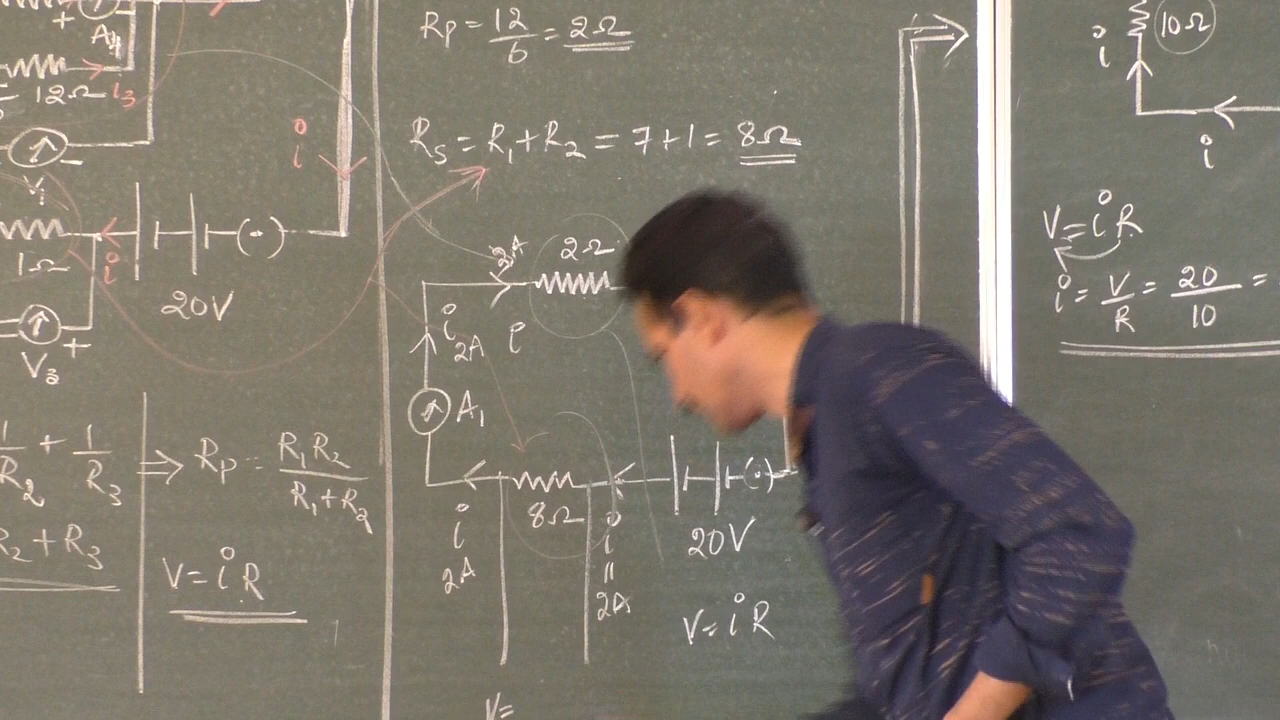 + A4
12Ω i3
V1
i
1Ω i
20V
+
V3
1/R2 + 1/R3
R2 + R3
⇒ Rp = R1R2/(R1+R2)
V = iR
Rp = 12/6 = 2Ω
Rs = R1 + R2 = 7 + 1 = 8Ω
2Ω
i
2A i
A1
8Ω
i
2A
i
॥
2A
20V
V = iR
V =
10Ω
i
i
V = iR
i = V/R = 20/10 =